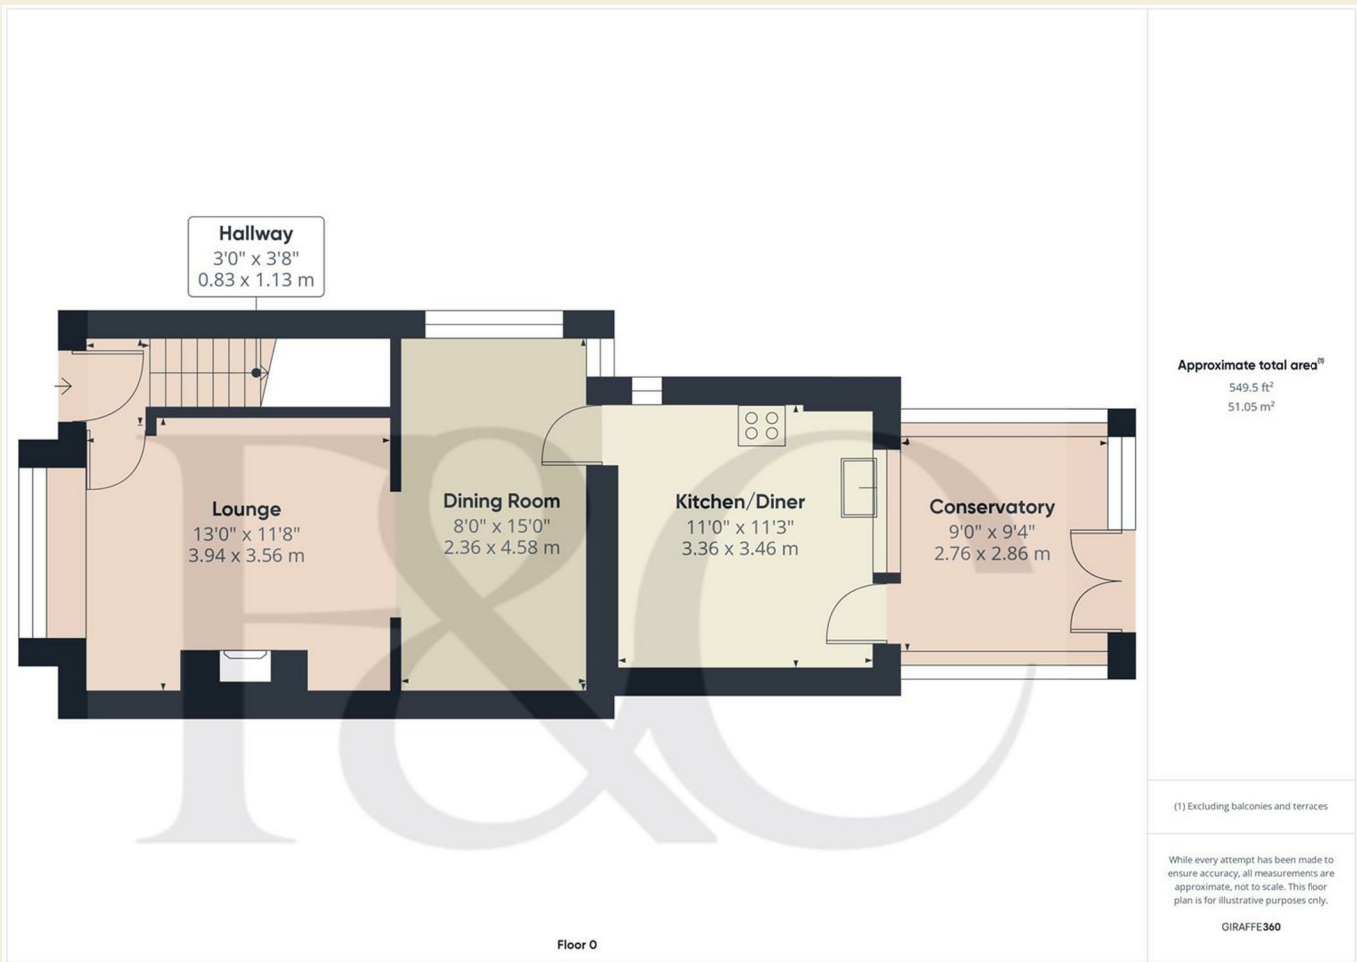 Hallway
3'0" x 3'8"
0.83 x 1.13 m
Lounge
13'0" x 11'8"
3.94 x 3.56 m
Dining Room
8'0" x 15'0"
2.36 x 4.58 m
Kitchen/Diner
11'0" x 11'3"
3.36 x 3.46 m
Conservatory
9'0" x 9'4"
2.76 x 2.86 m
F&C
Floor 0
Approximate total area(1)
549.5 ft²
51.05 m²
(1) Excluding balconies and terraces
While every attempt has been made to
ensure accuracy, all measurements are
approximate, not to scale. This floor
plan is for illustrative purposes only.
GIRAFFE360